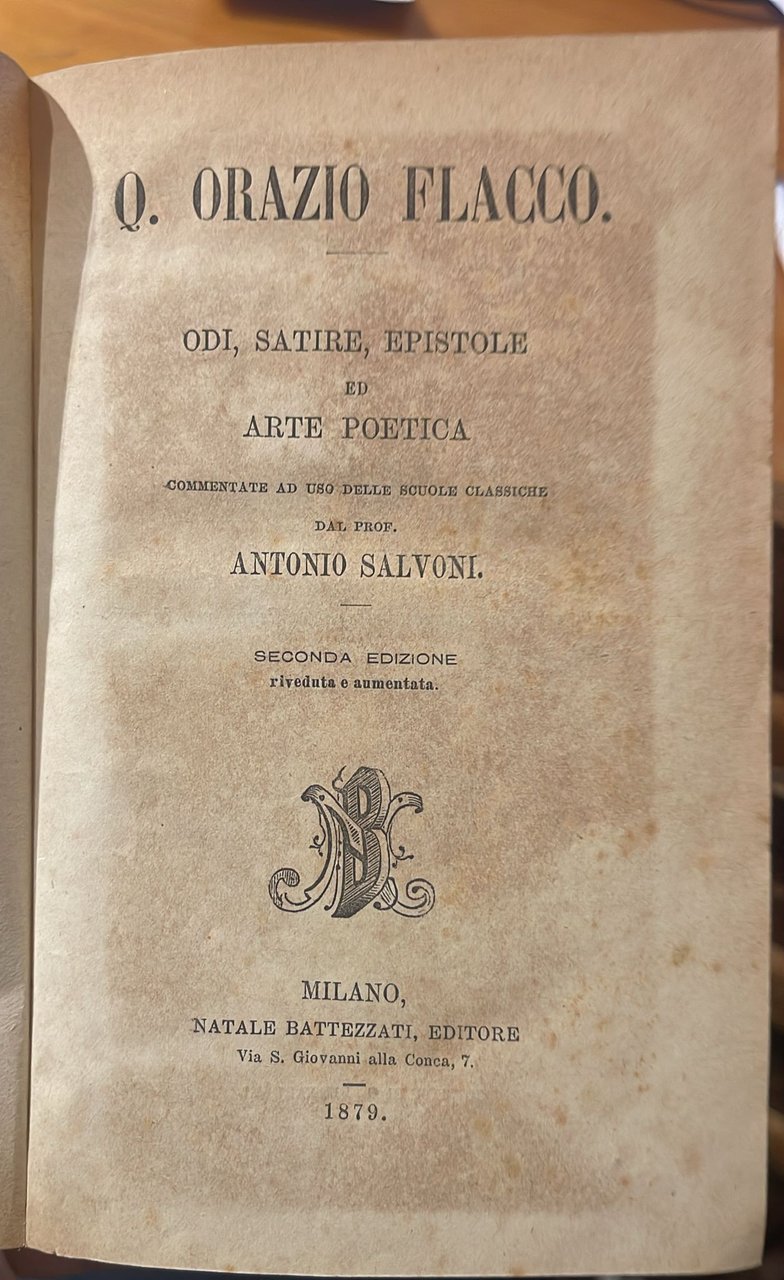 Q. ORAZIO FLACCO.
ODI, SATIRE, EPISTOLE
ED
ARTE POETICA
COMMENTATE AD USO DELLE SCUOLE CLASSICHE
DAL PROF.
ANTONIO SALVONI.
SECONDA EDIZIONE
riveduta e aumentata.
NB
MILANO,
NATALE BATTEZZATI, EDITORE
Via S. Giovanni alla Conca, 7.
1879.